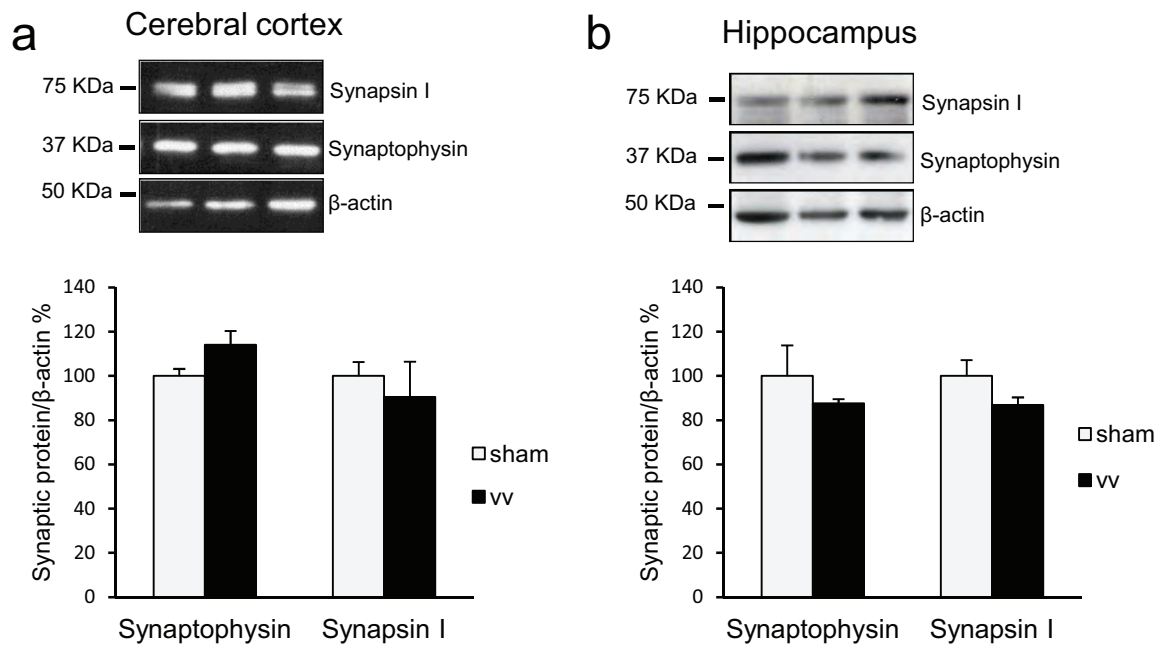 a
Cerebral cortex
75 KDa
Synapsin I
37 KDa
Synaptophysin
50 KDa
β-actin
Synaptic protein/β-actin %
140
120
100
80
60
40
20
0
sham
vv
Synaptophysin
Synapsin I
b
Hippocampus
75 KDa
Synapsin I
37 KDa
Synaptophysin
50 KDa
β-actin
Synaptic protein/β-actin %
140
120
100
80
60
40
20
0
sham
vv
Synaptophysin
Synapsin I